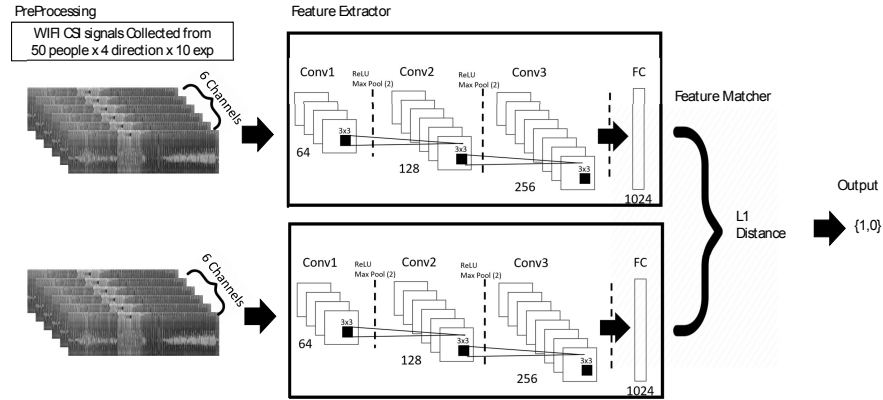 PreProcessing
WIFI CSI signals Collected from
50 people x 4 direction x 10 exp
6 Channels
Feature Extractor
Conv1
ReLU
Max Pool (2)
Conv2
ReLU
Max Pool (2)
Conv3
FC
3x3
64
3x3
128
3x3
256
1024
Feature Matcher
L1
Distance
Output
{1,0}
6 Channels
Conv1
ReLU
Max Pool (2)
Conv2
ReLU
Max Pool (2)
Conv3
FC
3x3
64
3x3
128
3x3
256
1024